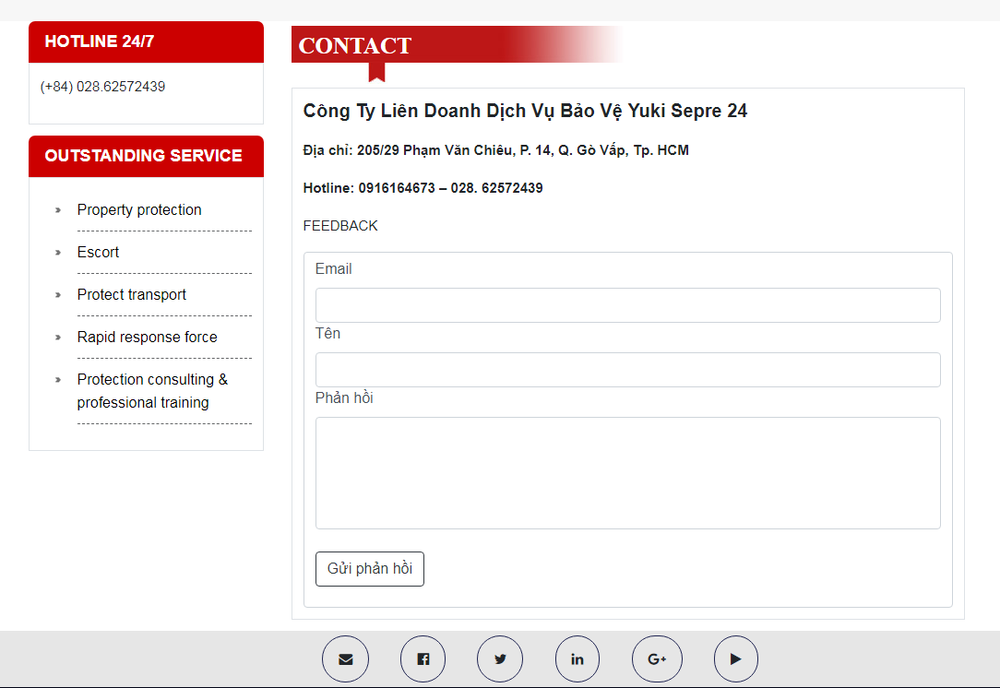 HOTLINE 24/7
(+84) 028.62572439
OUTSTANDING SERVICE
Property protection
Escort
Protect transport
Rapid response force
Protection consulting &
professional training
CONTACT
Công Ty Liên Doanh Dịch Vụ Bảo Vệ Yuki Sepre 24
Địa chỉ: 205/29 Phạm Văn Chiêu, P. 14, Q. Gò Vấp, Tp. HCM
Hotline: 0916164673 – 028. 62572439
FEEDBACK
Email
Tên
Phản hồi
Gửi phản hồi